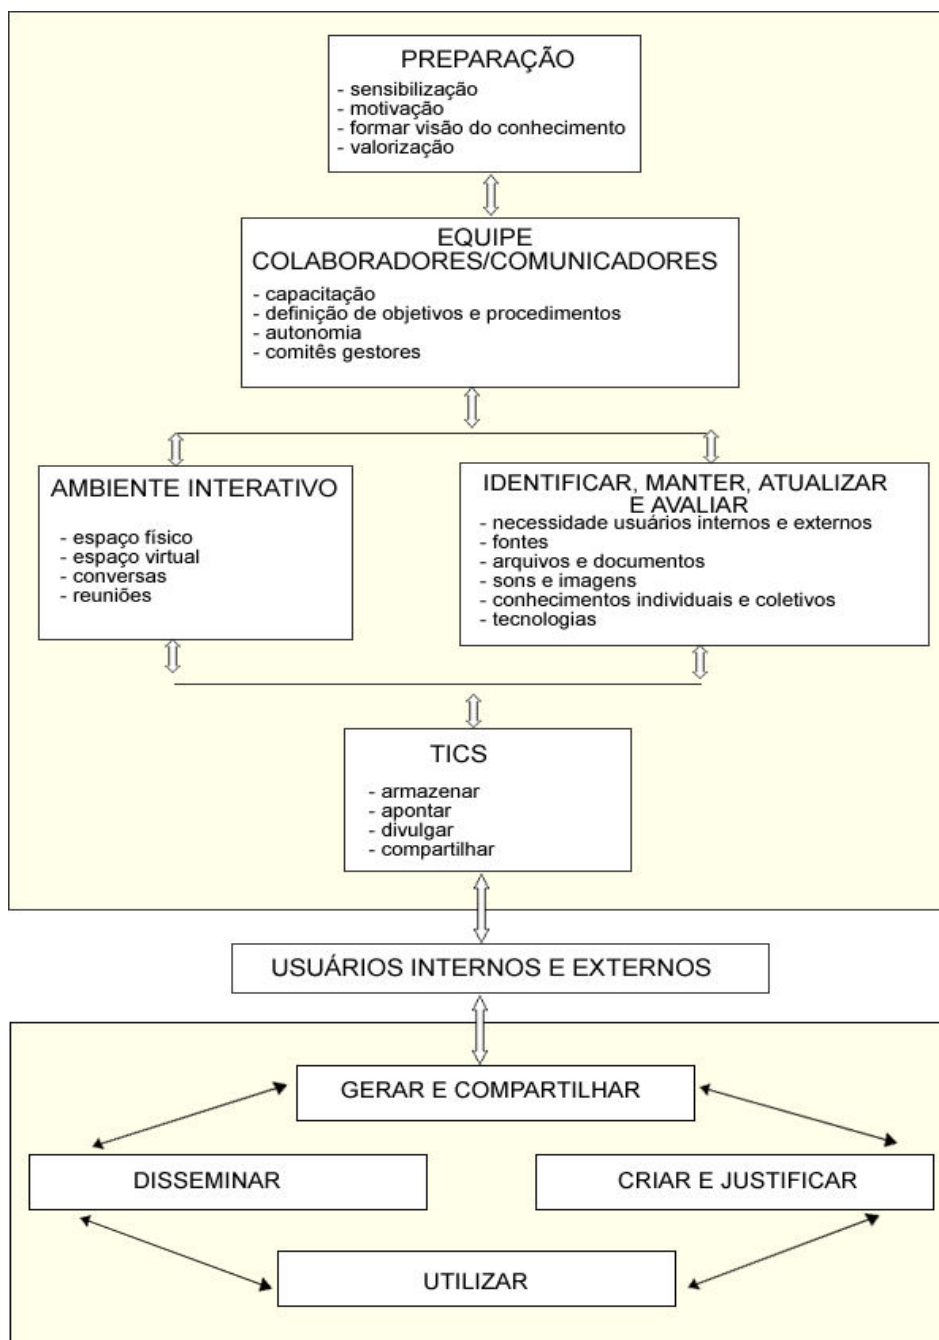 PREPARAÇÃO
- sensibilização
- motivação
- formar visão do conhecimento
- valorização
EQUIPE
COLABORADORES/COMUNICADORES
- capacitação
- definição de objetivos e procedimentos
- autonomia
- comitês gestores
AMBIENTE INTERATIVO
- espaço físico
- espaço virtual
- conversas
- reuniões
IDENTIFICAR, MANTER, ATUALIZAR
E AVALIAR
- necessidade usuários internos e externos
- fontes
- arquivos e documentos
- sons e imagens
- conhecimentos individuais e coletivos
- tecnologias
TICS
- armazenar
- apontar
- divulgar
- compartilhar
USUÁRIOS INTERNOS E EXTERNOS
GERAR E COMPARTILHAR
DISSEMINAR
CRIAR E JUSTIFICAR
UTILIZAR